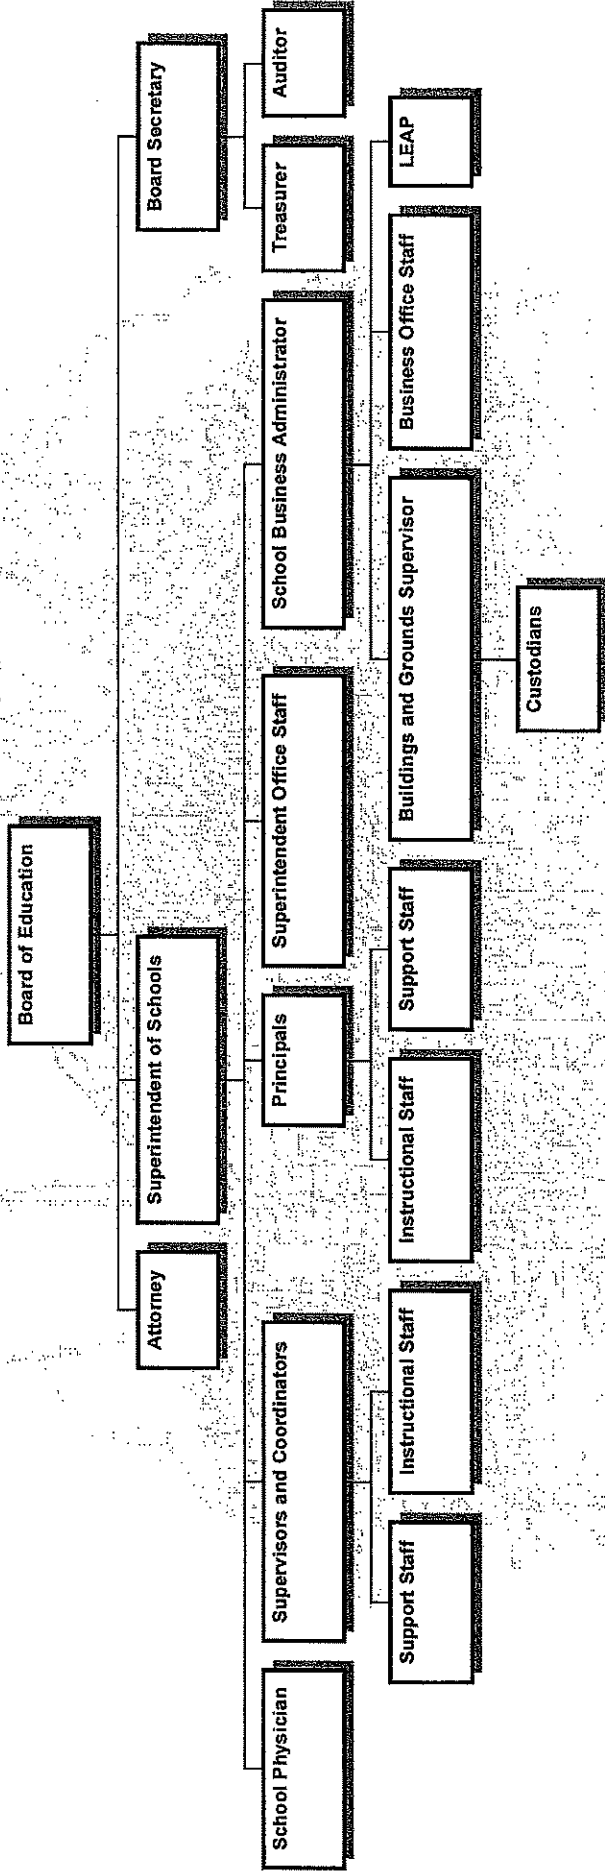 Board of Education
Attorney
Superintendent of Schools
Board Secretary
School Physician
Supervisors and Coordinators
Principals
Superintendent Office Staff
School Business Administrator
Treasurer
Auditor
Support Staff
Instructional Staff
Instructional Staff
Support Staff
Buildings and Grounds Supervisor
Business Office Staff
LEAP
Custodians